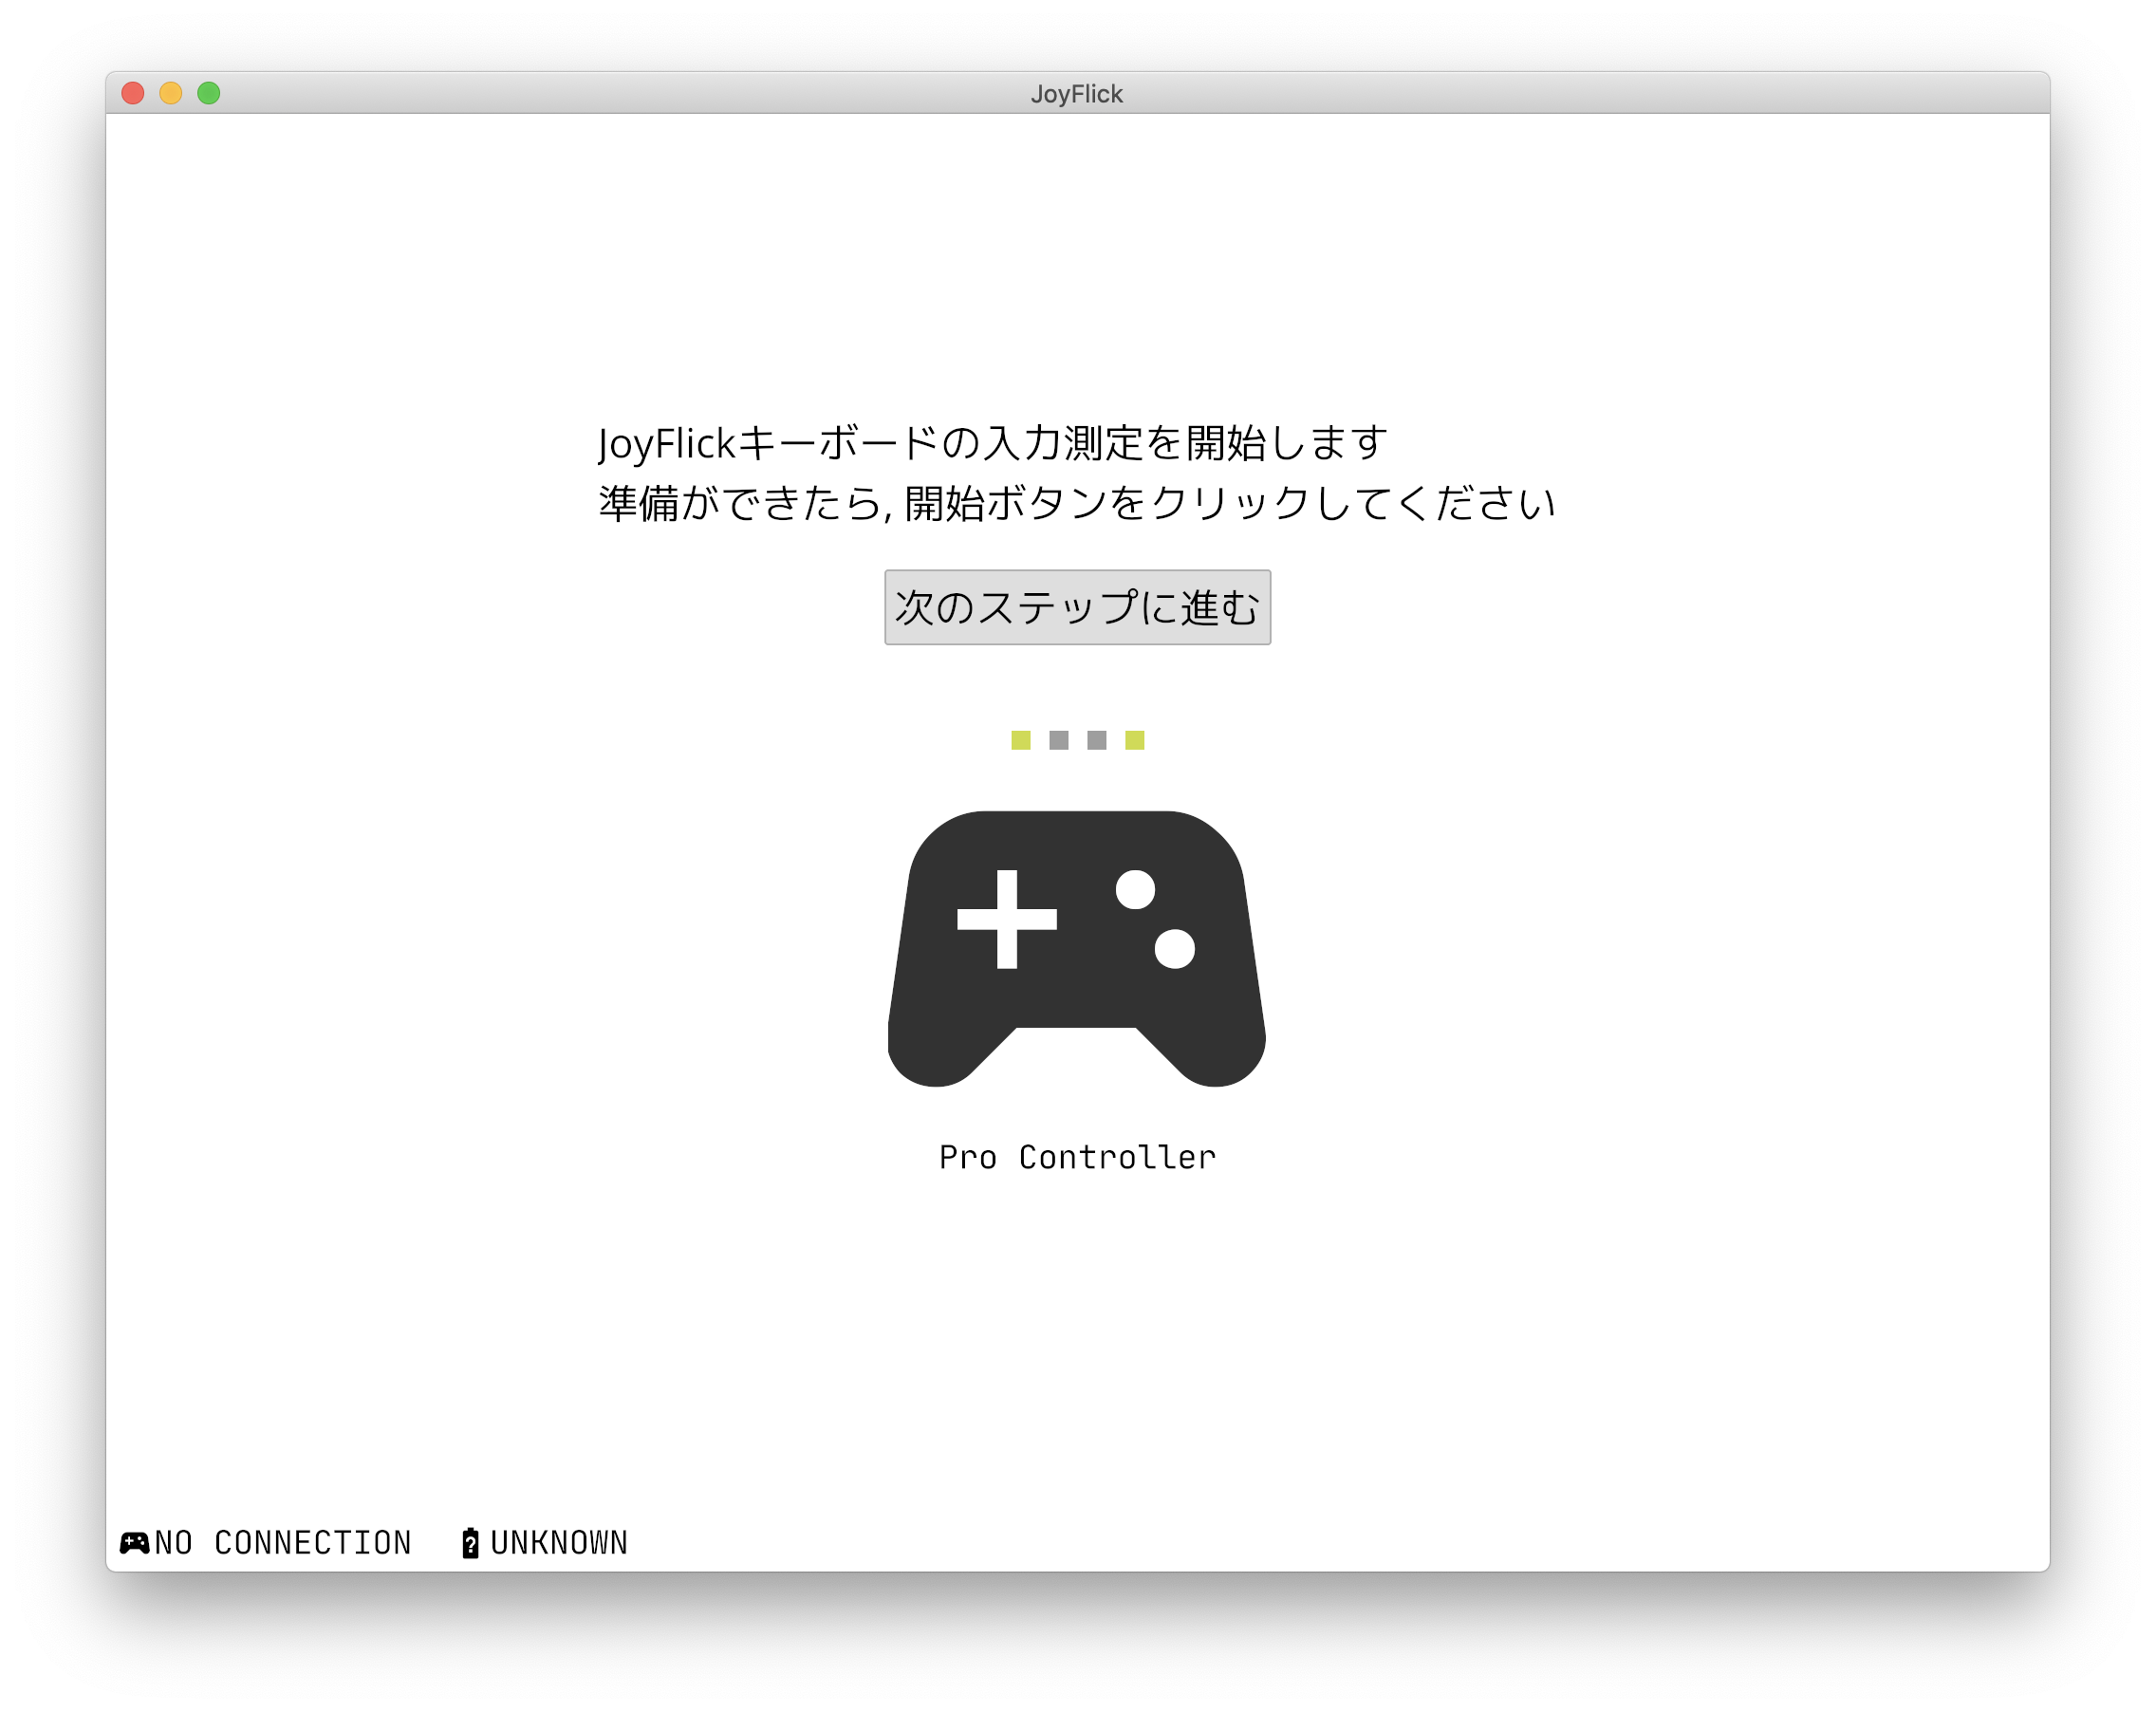 JoyFlick
JoyFlickキーボードの入力測定を開始します
準備ができたら, 開始ボタンをクリックしてください
次のステップに進む
Pro Controller
NO CONNECTION UNKNOWN